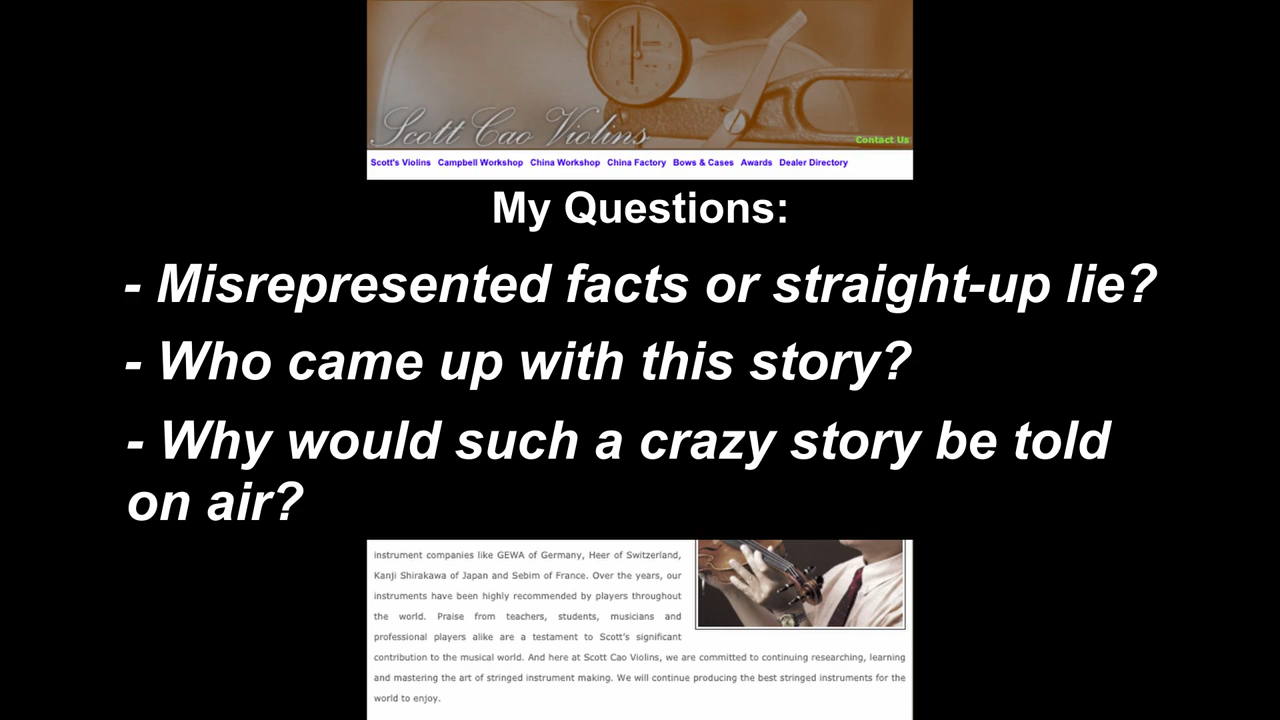 Scott Cao Violins
Contact Us
Scott's Violins Campbell Workshop China Workshop China Factory Bows & Cases Awards Dealer Directory
My Questions:
- Misrepresented facts or straight-up lie?
- Who came up with this story?
- Why would such a crazy story be told
on air?
instrument companies like GEWA of Germany, Heer of Switzerland,
Kanji Shirakawa of Japan and Sebim of France. Over the years, our
instruments have been highly recommended by players throughout
the world. Praise from teachers, students, musicians and
professional players alike are a testament to Scott's significant
contribution to the musical world. And here at Scott Cao Violins, we are committed to continuing researching, learning
and mastering the art of stringed instrument making. We will continue producing the best stringed instruments for the
world to enjoy.